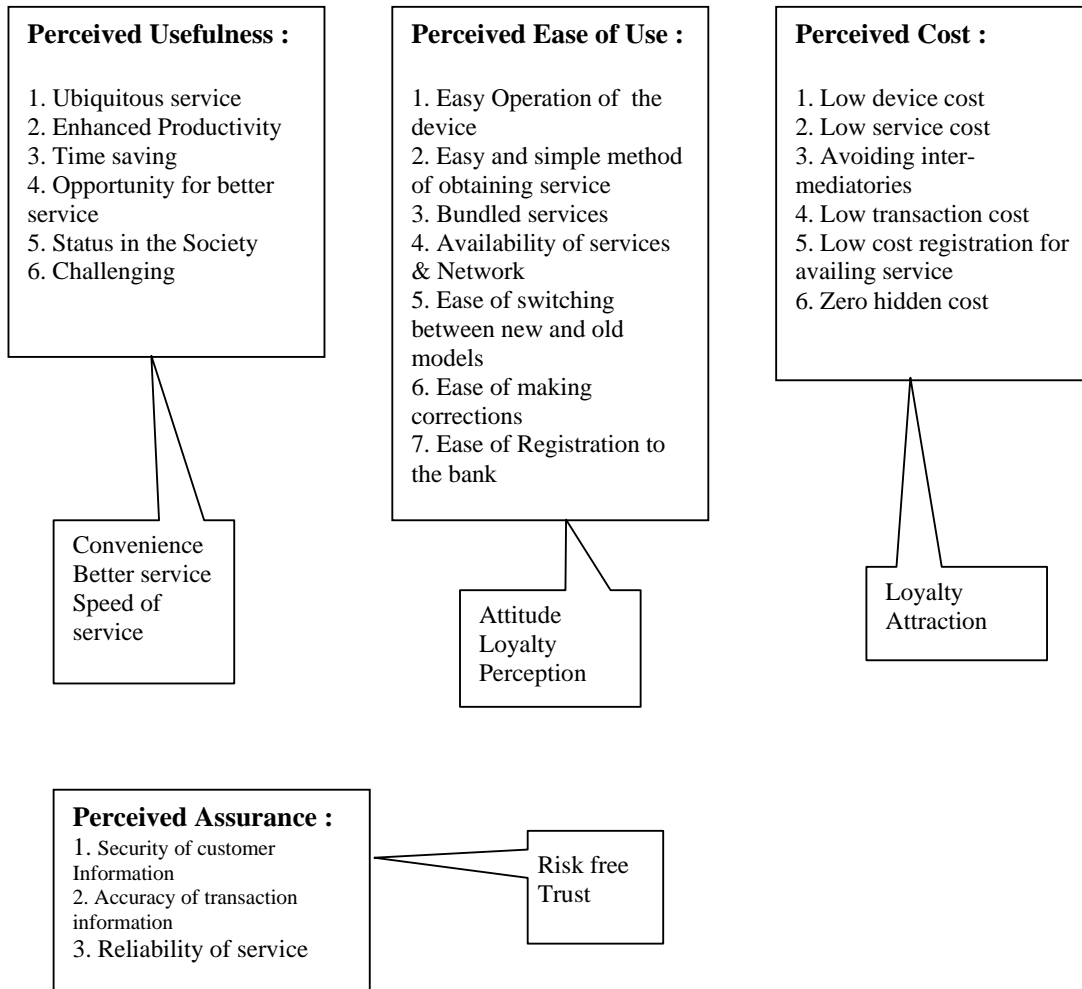 Perceived Usefulness :
1. Ubiquitous service
2. Enhanced Productivity
3. Time saving
4. Opportunity for better
service
5. Status in the Society
6. Challenging
Convenience
Better service
Speed of
service
Perceived Ease of Use :
1. Easy Operation of the
device
2. Easy and simple method
of obtaining service
3. Bundled services
4. Availability of services
& Network
5. Ease of switching
between new and old
models
6. Ease of making
corrections
7. Ease of Registration to
the bank
Attitude
Loyalty
Perception
Perceived Cost :
1. Low device cost
2. Low service cost
3. Avoiding inter-
mediatories
4. Low transaction cost
5. Low cost registration for
availing service
6. Zero hidden cost
Loyalty
Attraction
Perceived Assurance :
1. Security of customer
Information
2. Accuracy of transaction
information
3. Reliability of service
Risk free
Trust